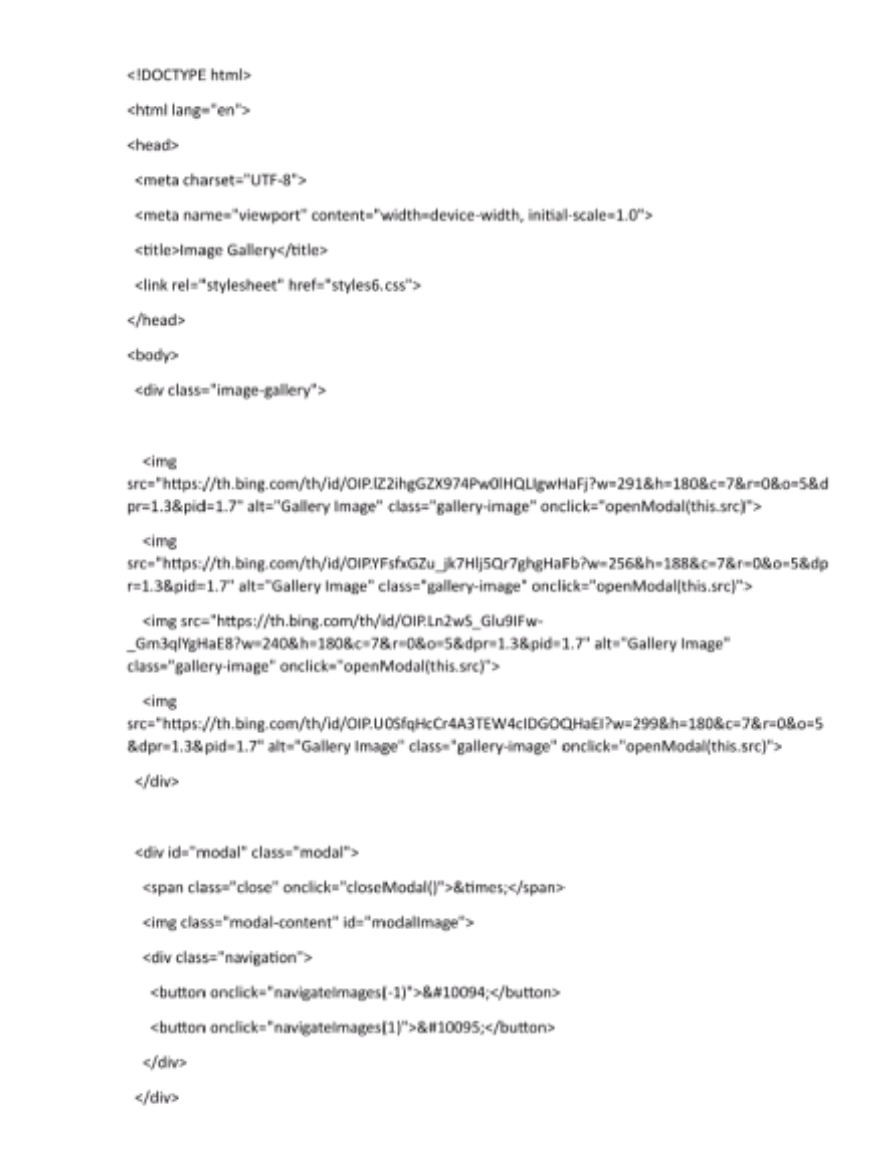 <!DOCTYPE html>
<html lang="en">
<head>
<meta charset="UTF-8">
<meta name="viewport" content="width=device-width, initial-scale=1.0">
<title>Image Gallery</title>
<link rel="stylesheet" href="styles6.css">
</head>
<body>
<div class="image-gallery">
<img
src="https://th.bing.com/th/id/OIP.lZ2ihgGZX974Pw0lHQLIgwHaFj?w=291&h=180&c=7&r=0&o=5&d
pr=1.3&pid=1.7" alt="Gallery Image" class="gallery-image" onclick="openModal(this.src)">
<img
src="https://th.bing.com/th/id/OIP.YFsfxGZu_jk7Hlj5Qr7ghgHaFb?w=256&h=188&c=7&r=0&o=5&dp
r=1.3&pid=1.7" alt="Gallery Image" class="gallery-image" onclick="openModal(this.src)">
<img src="https://th.bing.com/th/id/OIP.Ln2wS_Glu9IFw-
_Gm3qlYgHaE8?w=240&h=180&c=7&r=0&o=5&dpr=1.3&pid=1.7" alt="Gallery Image"
class="gallery-image" onclick="openModal(this.src)">
<img
src="https://th.bing.com/th/id/OIP.U0SfqHcCr4A3TEW4cIDGOQHaEI?w=299&h=180&c=7&r=0&o=5
&dpr=1.3&pid=1.7" alt="Gallery Image" class="gallery-image" onclick="openModal(this.src)">
</div>
<div id="modal" class="modal">
<span class="close" onclick="closeModal()">&times;</span>
<img class="modal-content" id="modalImage">
<div class="navigation">
<button onclick="navigateImages(-1)">&#10094;</button>
<button onclick="navigateImages(1)">&#10095;</button>
</div>
</div>